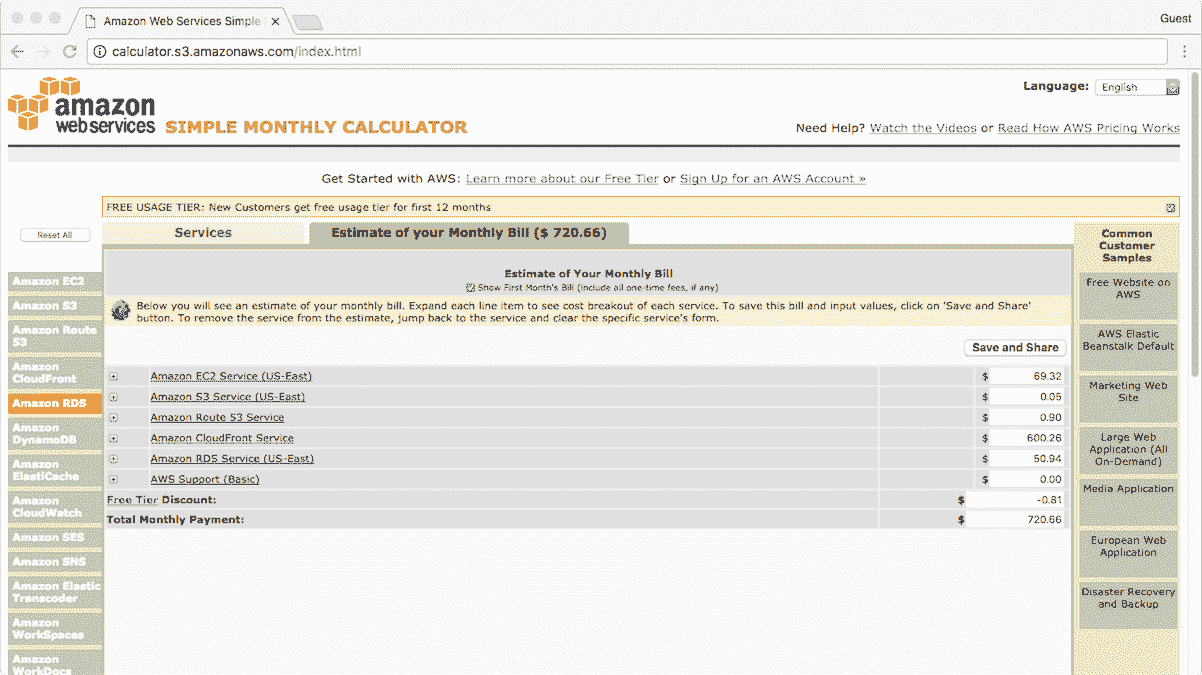 Amazon Web Services Simple
Guest
calculator.s3.amazonaws.com/index.html
Language: English
amazon
webservices
SIMPLE MONTHLY CALCULATOR
Need Help? Watch the Videos or Read How AWS Pricing Works
Get Started with AWS: Learn more about our Free Tier or Sign Up for an AWS Account »
FREE USAGE TIER: New Customers get free usage tier for first 12 months
Reset All
Services
Estimate of your Monthly Bill ($ 720.66)
Common
Customer
Samples
Amazon EC2
Amazon S3
Amazon Route
53
Amazon
CloudFront
Amazon RDS
Amazon
DynamoDB
Amazon
ElastiCache
Amazon
CloudWatch
Amazon SES
Amazon SNS
Amazon Elastic
Transcoder
Amazon
WorkSpaces
Amazon
WorkDocs
Estimate of Your Monthly Bill
Show First Month's Bill (include all one-time fees, if any)
Below you will see an estimate of your monthly bill. Expand each line item to see cost breakout of each service. To save this bill and input values, click on 'Save and Share'
button. To remove the service from the estimate, jump back to the service and clear the specific service's form.
Save and Share
Amazon EC2 Service (US-East) $ 69.32
Amazon S3 Service (US-East) $ 0.05
Amazon Route 53 Service $ 0.90
Amazon CloudFront Service $ 600.26
Amazon RDS Service (US-East) $ 50.94
AWS Support (Basic) $ 0.00
Free Tier Discount: $ -0.81
Total Monthly Payment: $ 720.66
Free Website on
AWS
AWS Elastic
Beanstalk Default
Marketing Web
Site
Large Web
Application (All
On-Demand)
Media Application
European Web
Application
Disaster Recovery
and Backup